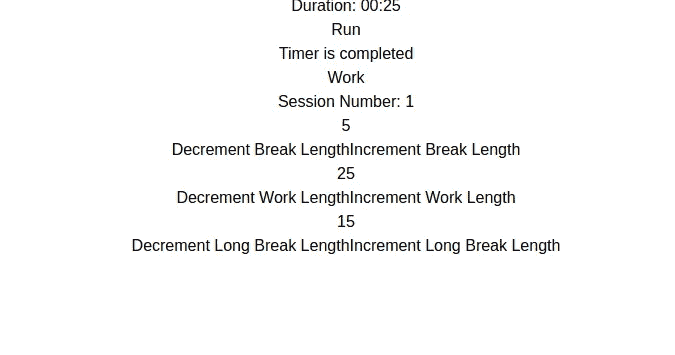 Duration: 00:25
Run
Timer is completed
Work
Session Number: 1
5
Decrement Break LengthIncrement Break Length
25
Decrement Work LengthIncrement Work Length
15
Decrement Long Break LengthIncrement Long Break Length